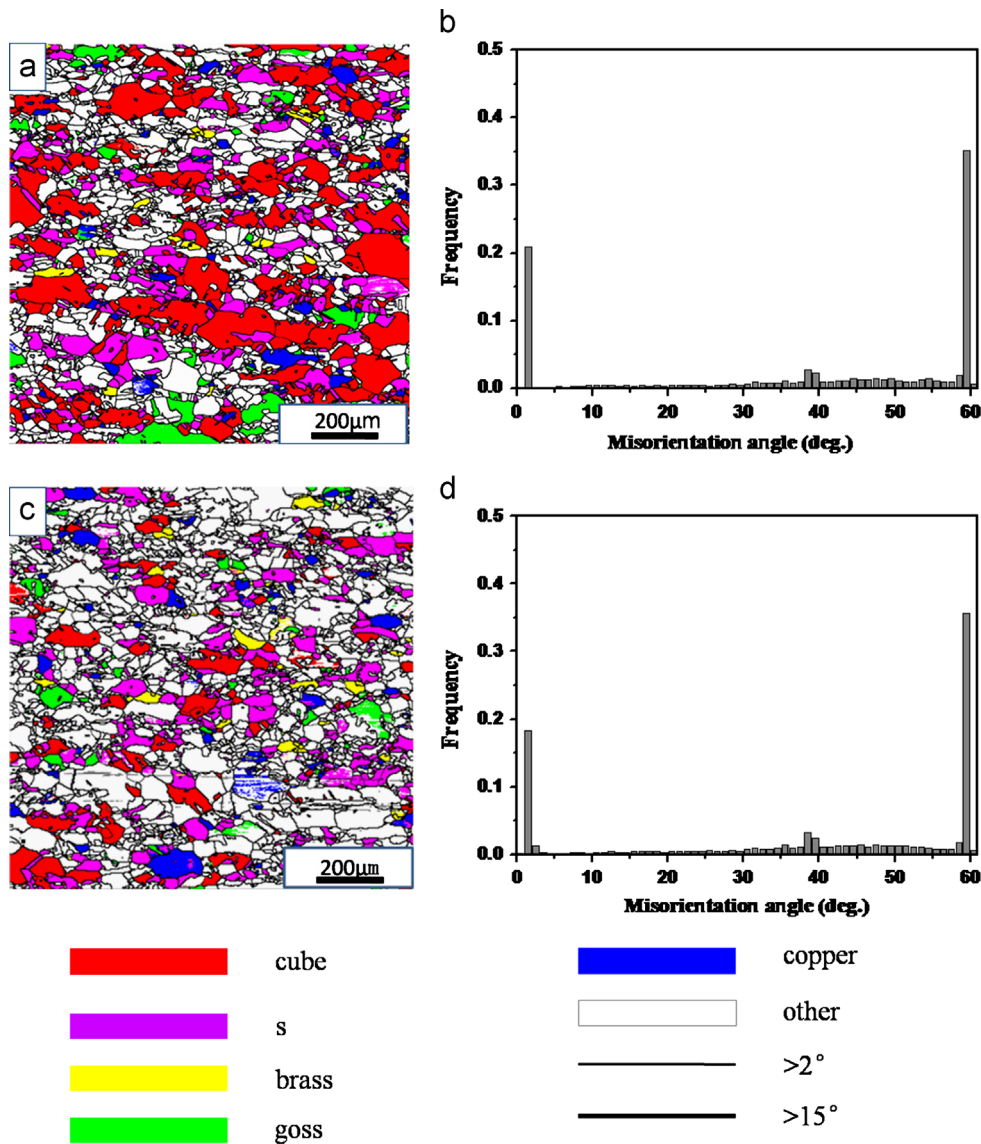 a
200μm
b
0.5
0.4
0.3
0.2
0.1
0.0
Frequency
0 10 20 30 40 50 60
Misorientation angle (deg.)
c
200μm
d
0.5
0.4
0.3
0.2
0.1
0.0
Frequency
0 10 20 30 40 50 60
Misorientation angle (deg.)
cube
s
brass
goss
copper
other
>2°
>15°